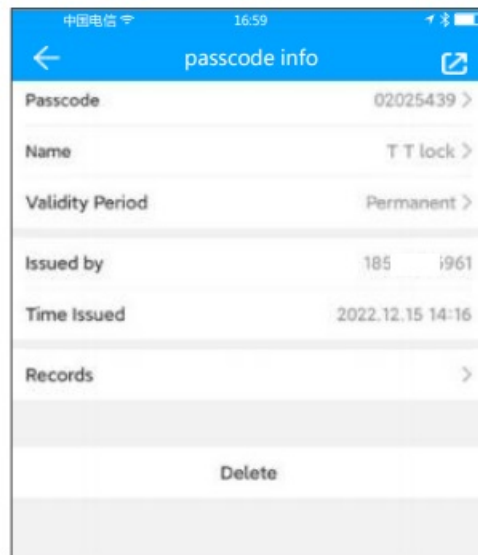 中国电信 16:59
passcode info
Passcode 02025439 >
Name T T lock >
Validity Period Permanent >
Issued by 185 961
Time Issued 2022.12.15 14:16
Records >
Delete